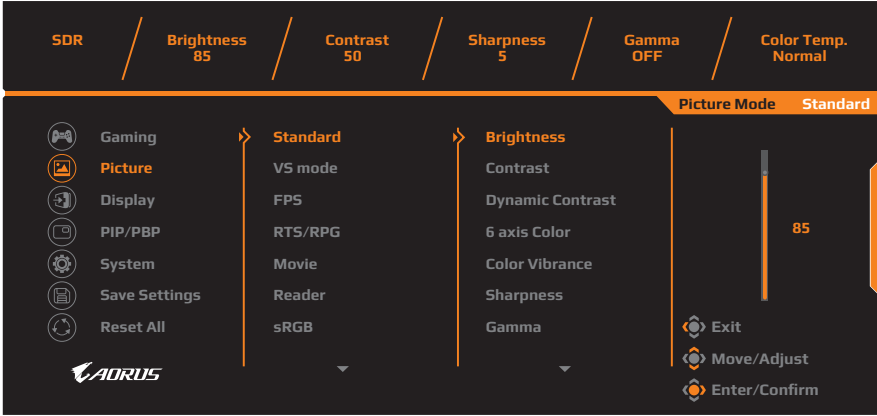 SDR Brightness Contrast Sharpness Gamma Color Temp.
85 50 5 OFF Normal
Picture Mode Standard
Gaming Standard Brightness
Picture VS mode Contrast
Display FPS Dynamic Contrast
PIP/PBP RTS/RPG 6 axis Color 85
System Movie Color Vibrance
Save Settings Reader Sharpness
Reset All sRGB Gamma Exit
Move/Adjust
AORUS
Enter/Confirm